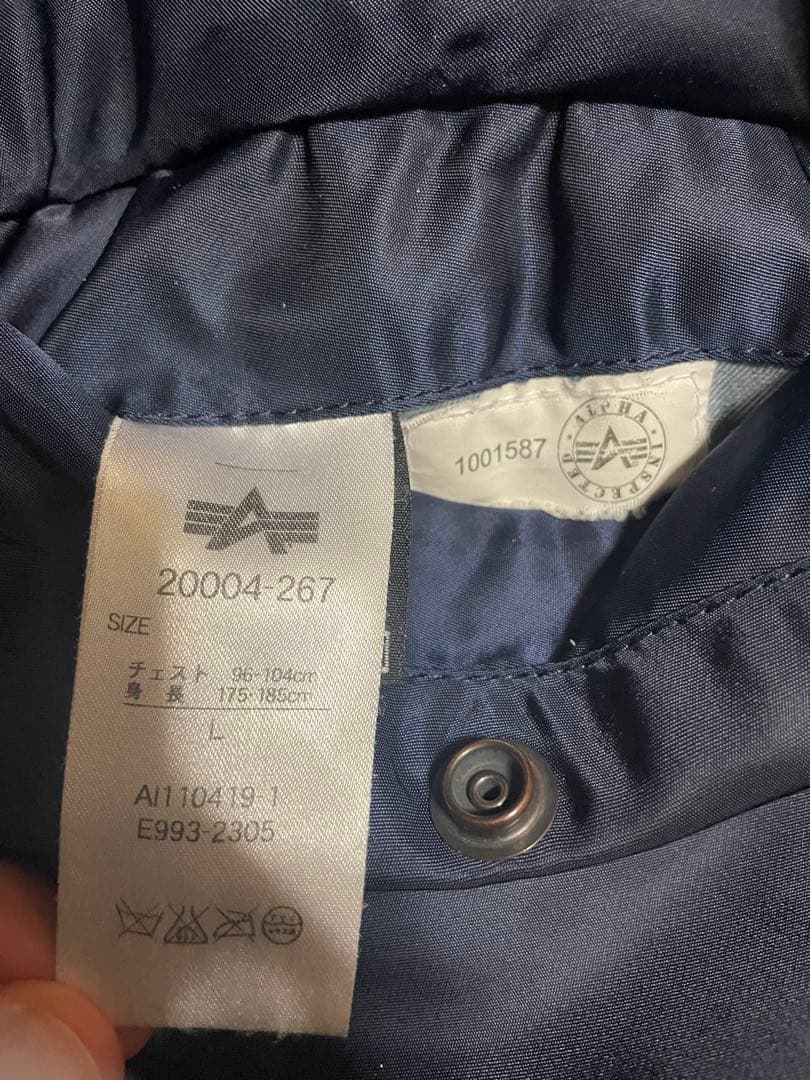 20004-267
SIZE
チェスト 96-104cm
身 長 175-185cm
L
AI110419-1
E993-2305
1001587
ALPHA INSPECTED